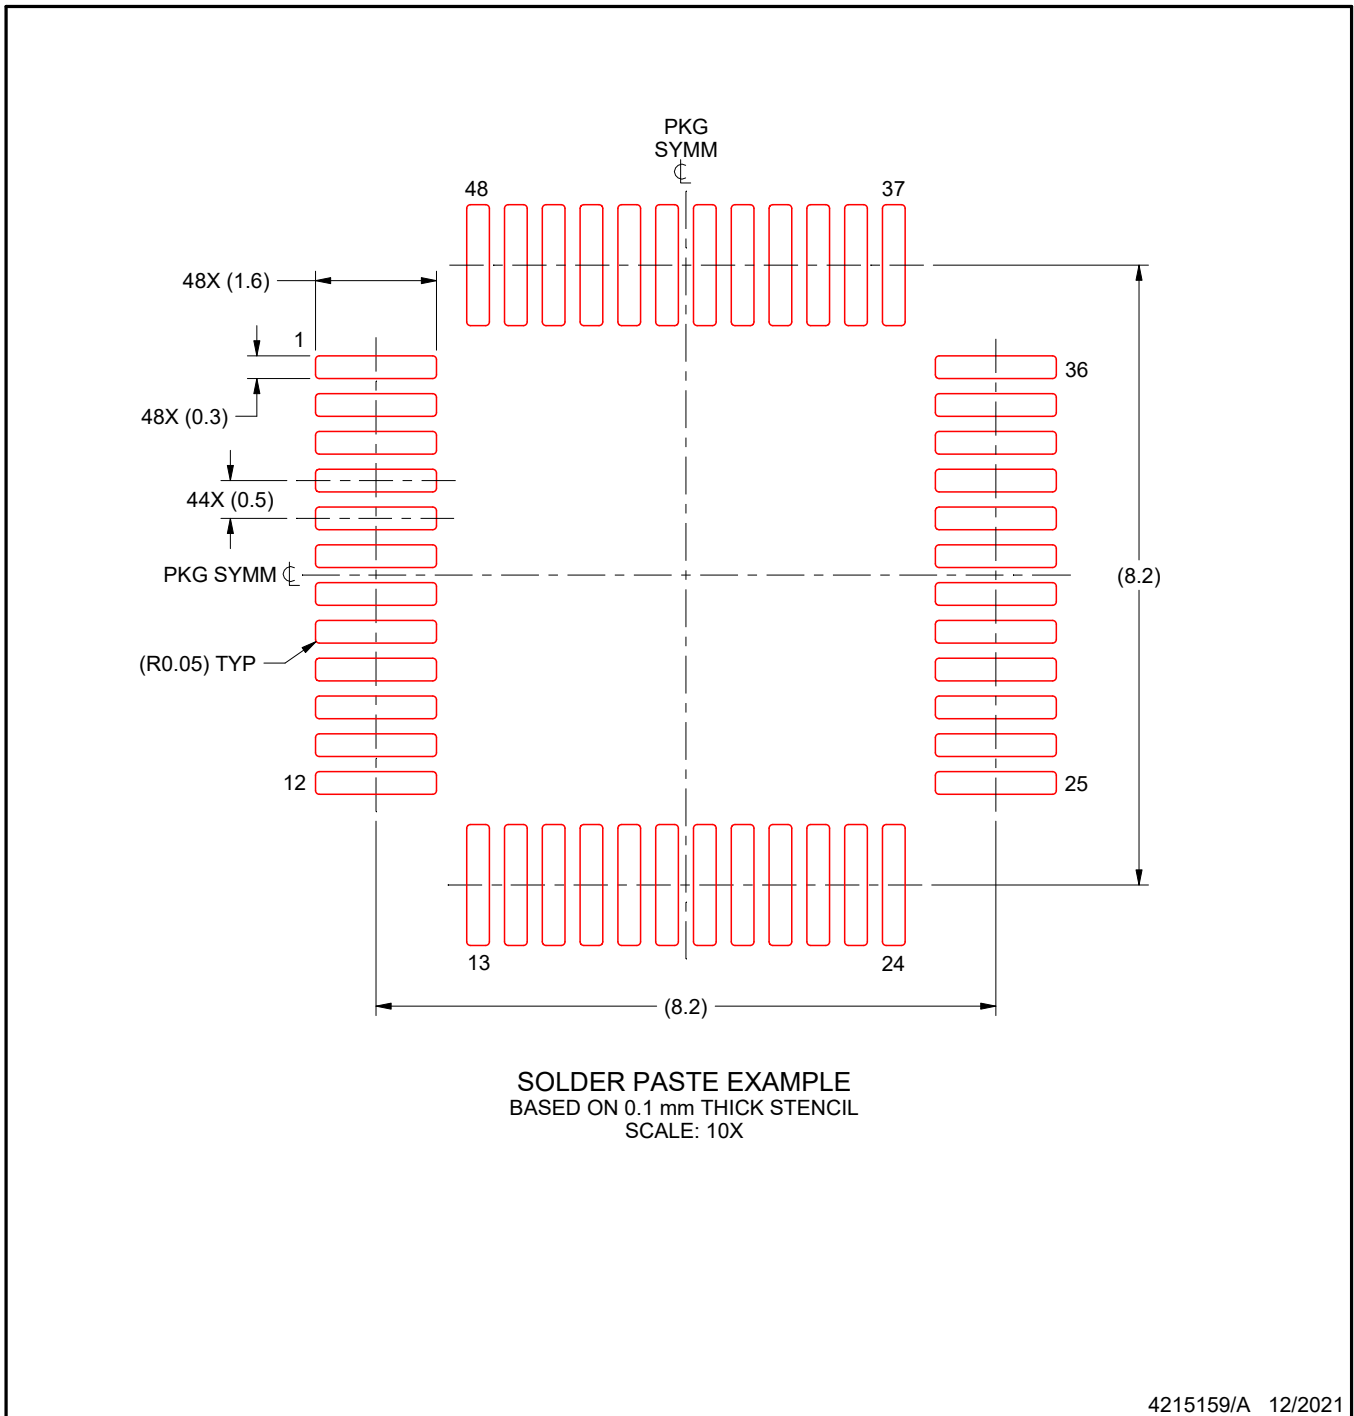 PKG
SYMM
48
37
48X (1.6)
1
36
48X (0.3)
44X (0.5)
PKG SYMM
(8.2)
(R0.05) TYP
12
25
13
24
(8.2)
SOLDER PASTE EXAMPLE
BASED ON 0.1 mm THICK STENCIL
SCALE: 10X
4215159/A 12/2021